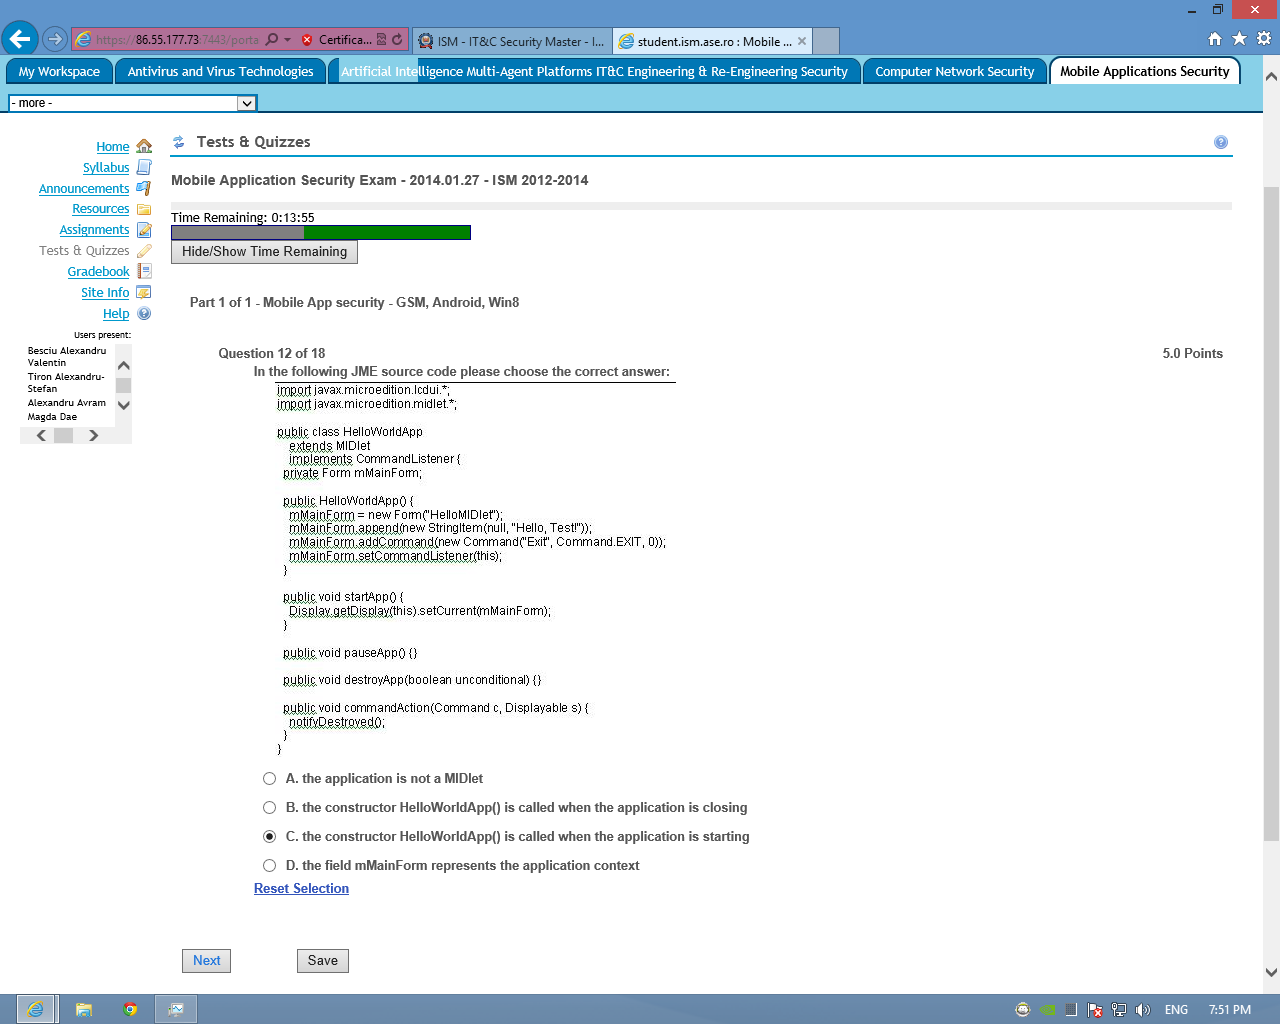 https://86.55.177.73:7443/porta
Certifica...
ISM - IT&C Security Master - I...
student.ism.ase.ro : Mobile ...
My Workspace
Antivirus and Virus Technologies
Artificial Intelligence Multi-Agent Platforms IT&C Engineering & Re-Engineering Security
Computer Network Security
Mobile Applications Security
- more -
Home
Syllabus
Announcements
Resources
Assignments
Tests & Quizzes
Gradebook
Site Info
Help
Users present:
Besciu Alexandru
Valentin
Tiron Alexandru-
Stefan
Alexandru Avram
Magda Dae
Tests & Quizzes
Mobile Application Security Exam - 2014.01.27 - ISM 2012-2014
Time Remaining: 0:13:55
Hide/Show Time Remaining
Part 1 of 1 - Mobile App security - GSM, Android, Win8
Question 12 of 18
5.0 Points
In the following JME source code please choose the correct answer:
import javax.microedition.lcdui.*;
import javax.microedition.midlet.*;
public class HelloWorldApp
extends MIDlet
implements CommandListener {
private Form mMainForm;
public HelloWorldApp() {
mMainForm = new Form("HelloMIDlet");
mMainForm.append(new StringItem(null, "Hello, Test!"));
mMainForm.addCommand(new Command("Exit", Command.EXIT, 0));
mMainForm.setCommandListener(this);
}
public void startApp() {
Display.getDisplay(this).setCurrent(mMainForm);
}
public void pauseApp() {}
public void destroyApp(boolean unconditional) {}
public void commandAction(Command c, Displayable s) {
notifyDestroyed();
}
}
A. the application is not a MIDlet
B. the constructor HelloWorldApp() is called when the application is closing
C. the constructor HelloWorldApp() is called when the application is starting
D. the field mMainForm represents the application context
Reset Selection
Next
Save
ENG
7:51 PM